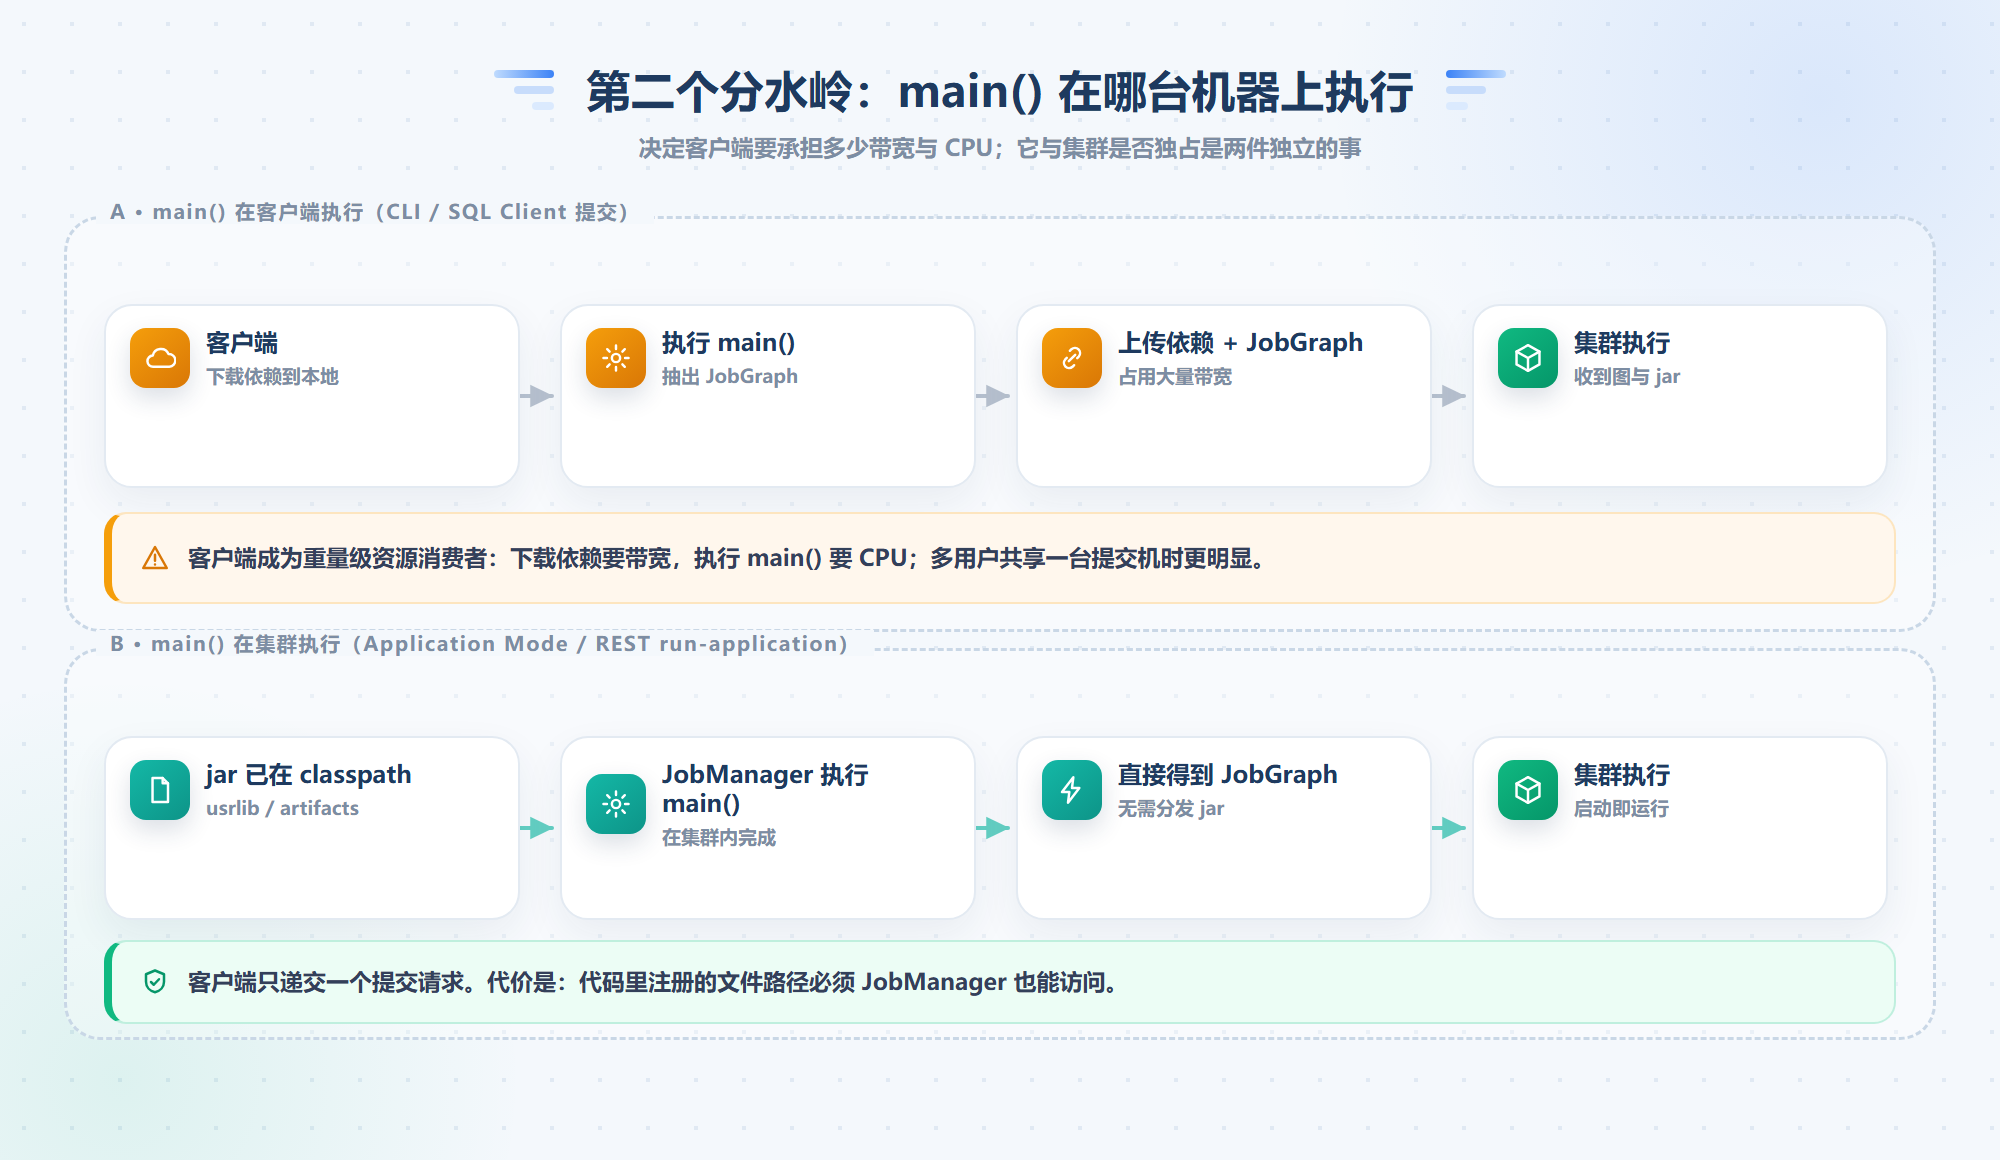 第二个分水岭：main() 在哪台机器上执行
决定客户端要承担多少带宽与 CPU；它与集群是否独占是两件独立的事
A • main() 在客户端执行（CLI / SQL Client 提交）
客户端
下载依赖到本地
执行 main()
抽出 JobGraph
上传依赖 + JobGraph
占用大量带宽
集群执行
收到图与 jar
客户端成为重量级资源消费者：下载依赖要带宽，执行 main() 要 CPU；多用户共享一台提交机时更明显。
B • main() 在集群执行（Application Mode / REST run-application）
jar 已在 classpath
usrlib / artifacts
JobManager 执行
main()
在集群内完成
直接得到 JobGraph
无需分发 jar
集群执行
启动即运行
客户端只递交一个提交请求。代价是：代码里注册的文件路径必须 JobManager 也能访问。